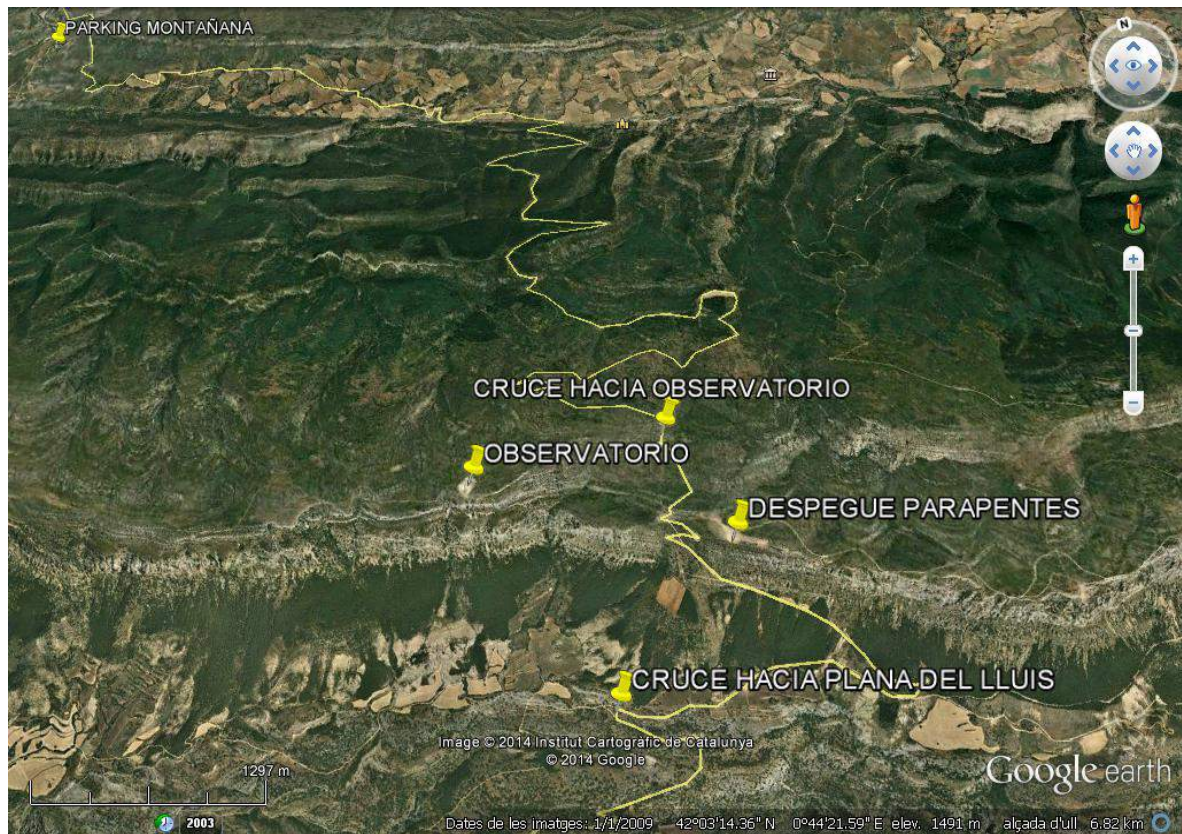 N
PARKING MONTAÑANA
CRUCE HACIA OBSERVATORIO
OBSERVATORIO
DESPEGUE PARAPENTES
CRUCE HACIA PLANA DEL LLUIS
Image © 2014 Institut Cartogràfic de Catalunya
© 2014 Google
Google earth
1297 m
2003
Dates de les imatges: 1/1/2009 42°03'14.36" N 0°44'21.59" E elev. 1491 m alçada d'ull 6.82 km